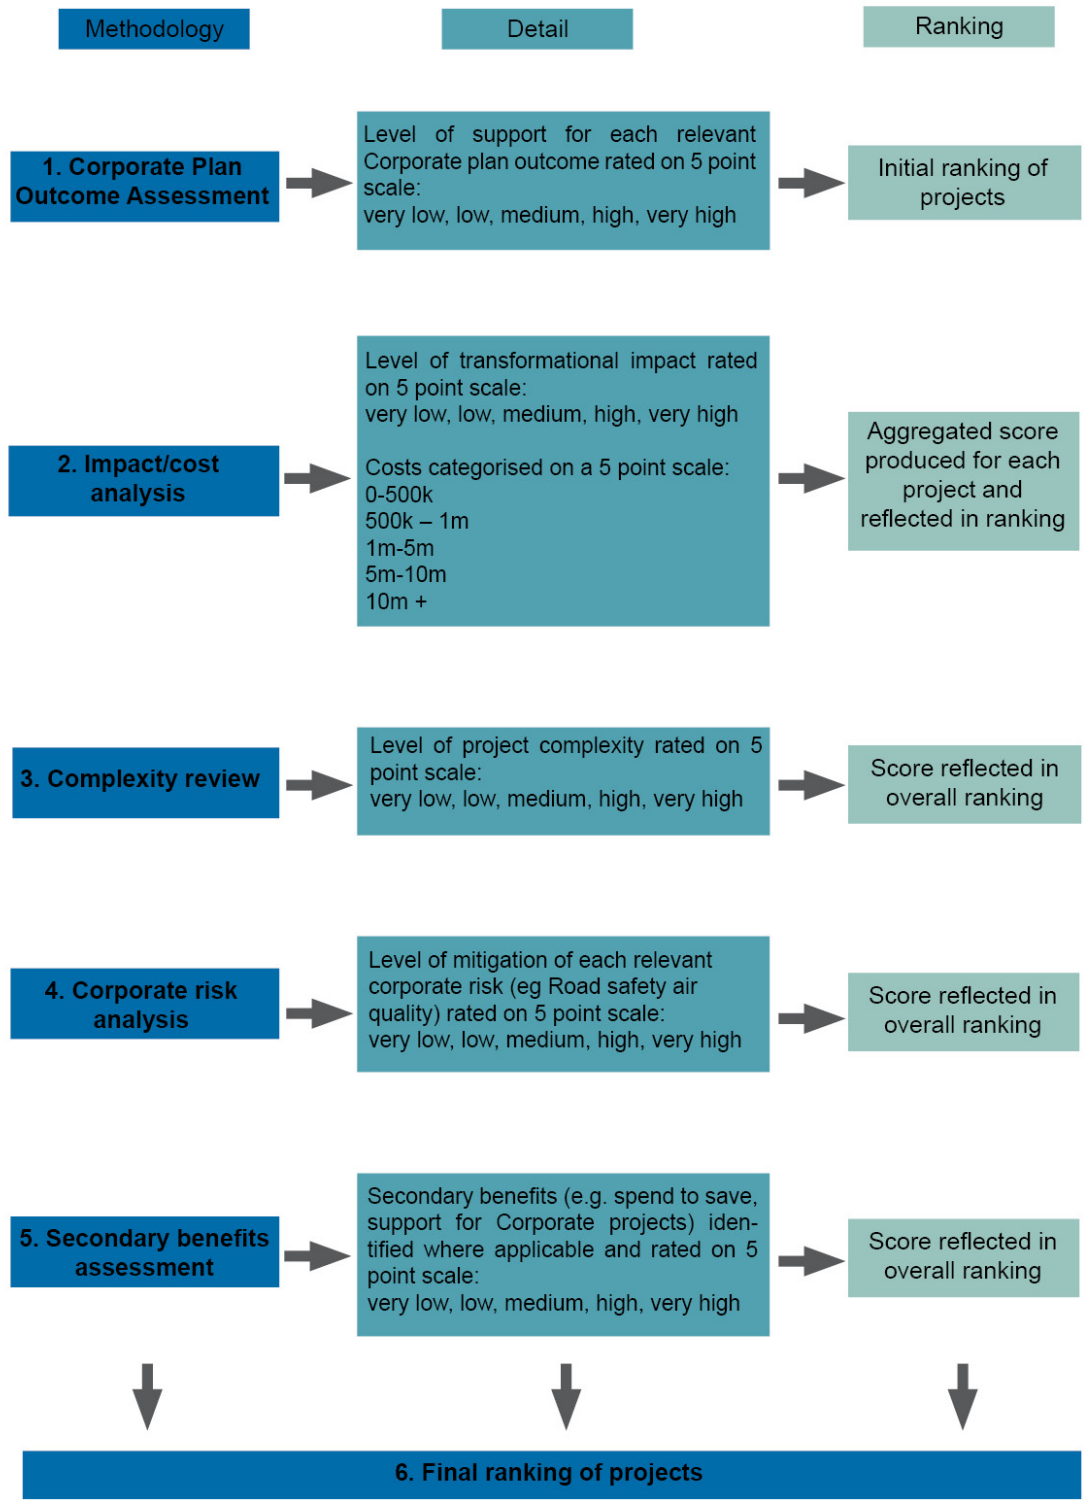 Methodology
Detail
Ranking
1. Corporate Plan
Outcome Assessment
Level of support for each relevant
Corporate plan outcome rated on 5 point
scale:
very low, low, medium, high, very high
Initial ranking of
projects
2. Impact/cost
analysis
Level of transformational impact rated
on 5 point scale:
very low, low, medium, high, very high
Costs categorised on a 5 point scale:
0-500k
500k – 1m
1m-5m
5m-10m
10m +
Aggregated score
produced for each
project and
reflected in ranking
3. Complexity review
Level of project complexity rated on 5
point scale:
very low, low, medium, high, very high
Score reflected in
overall ranking
4. Corporate risk
analysis
Level of mitigation of each relevant
corporate risk (eg Road safety air
quality) rated on 5 point scale:
very low, low, medium, high, very high
Score reflected in
overall ranking
5. Secondary benefits
assessment
Secondary benefits (e.g. spend to save,
support for Corporate projects) iden-
tified where applicable and rated on 5
point scale:
very low, low, medium, high, very high
Score reflected in
overall ranking
6. Final ranking of projects